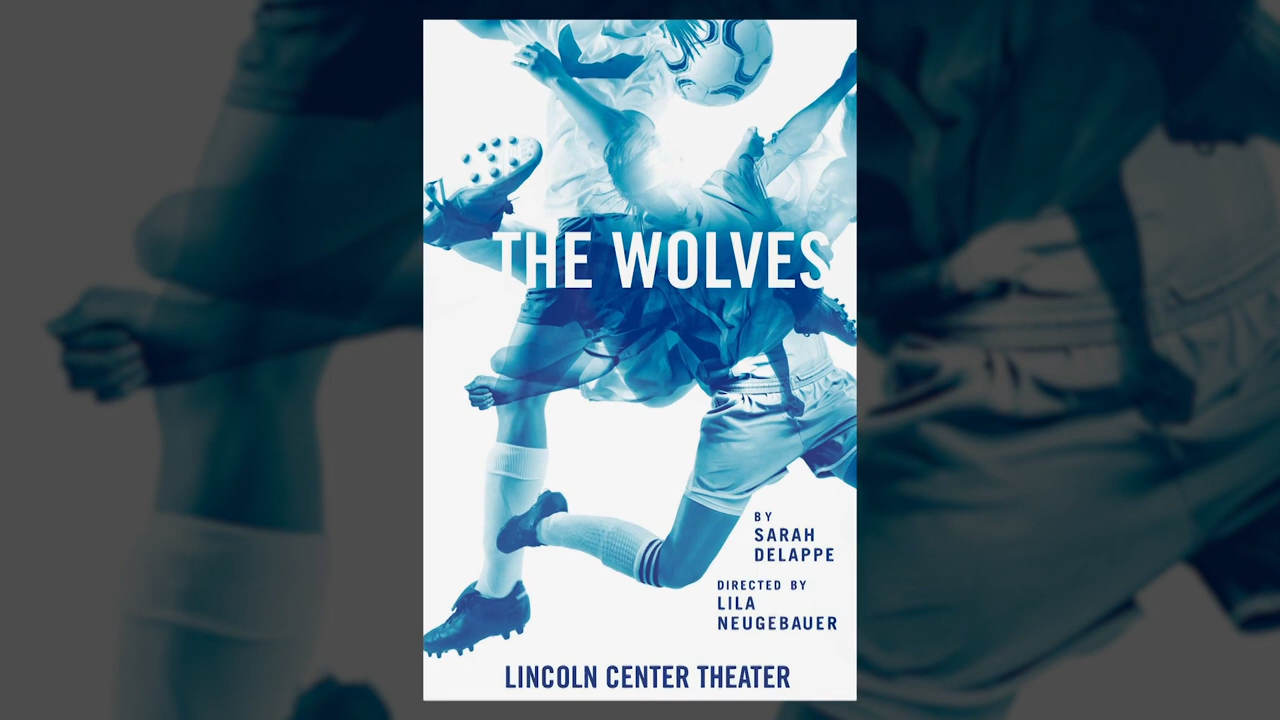 THE WOLVES
BY
SARAH
DELAPPE
DIRECTED BY
LILA
NEUGEBAUER
LINCOLN CENTER THEATER